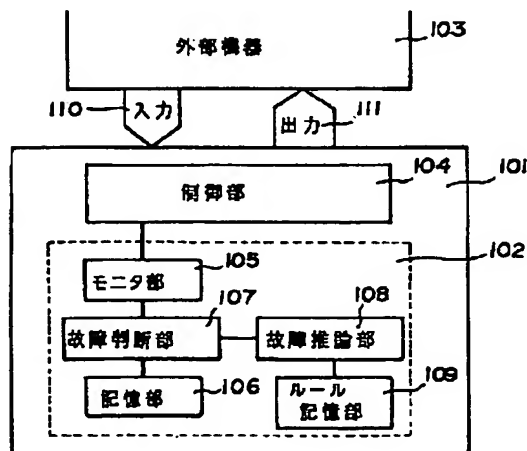 103
外部機器
110
入力
出力
111
101
104
制御部
102
105
モニタ部
107
108
故障判断部
故障推論部
記憶部
106
ルール
記憶部
109